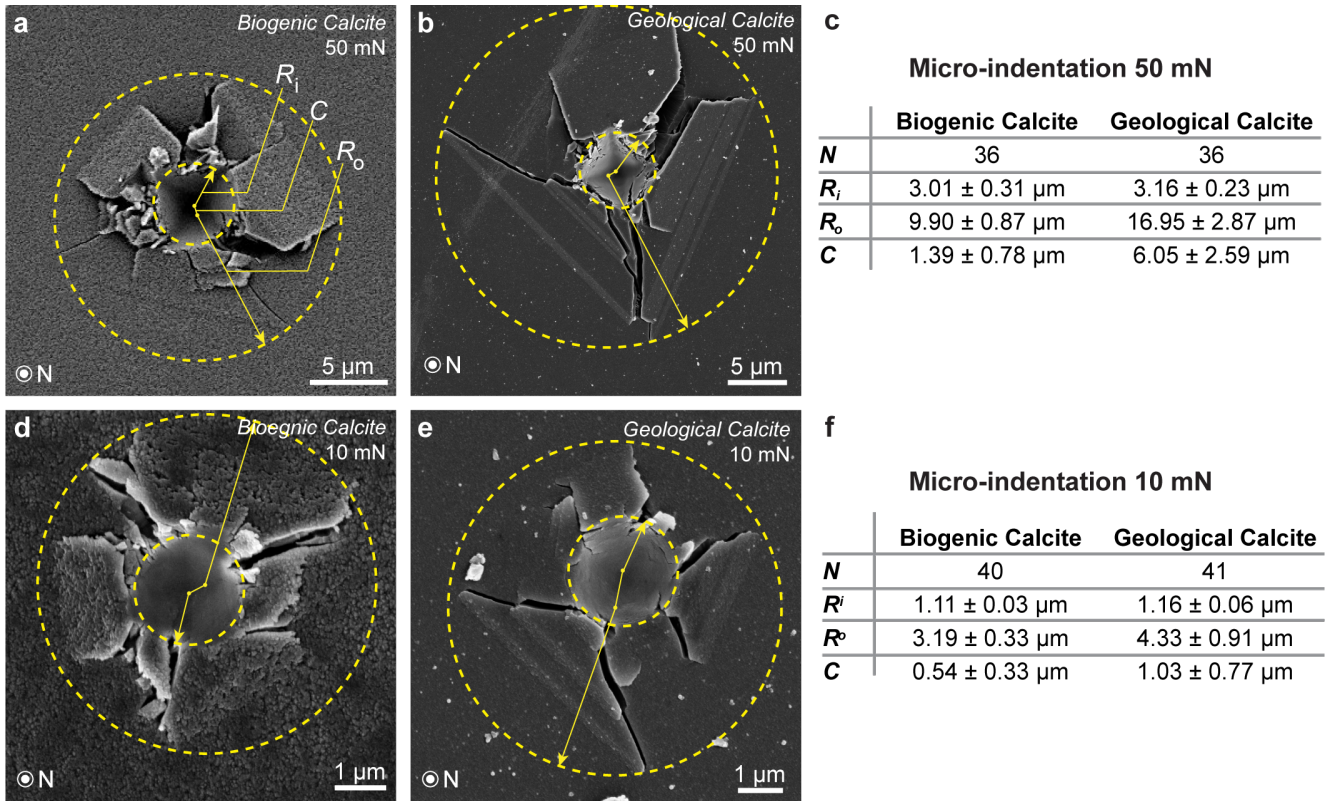 a
Biogenic Calcite
50 mN
Ri
C
Ro
N
5 µm
b
Geological Calcite
50 mN
N
5 µm
c
Micro-indentation 50 mN
Biogenic Calcite Geological Calcite
N 36 36
Ri 3.01 ± 0.31 µm 3.16 ± 0.23 µm
Ro 9.90 ± 0.87 µm 16.95 ± 2.87 µm
C 1.39 ± 0.78 µm 6.05 ± 2.59 µm
d
Bioegnic Calcite
10 mN
N
1 µm
e
Geological Calcite
10 mN
N
1 µm
f
Micro-indentation 10 mN
Biogenic Calcite Geological Calcite
N 40 41
Ri 1.11 ± 0.03 µm 1.16 ± 0.06 µm
Ro 3.19 ± 0.33 µm 4.33 ± 0.91 µm
C 0.54 ± 0.33 µm 1.03 ± 0.77 µm